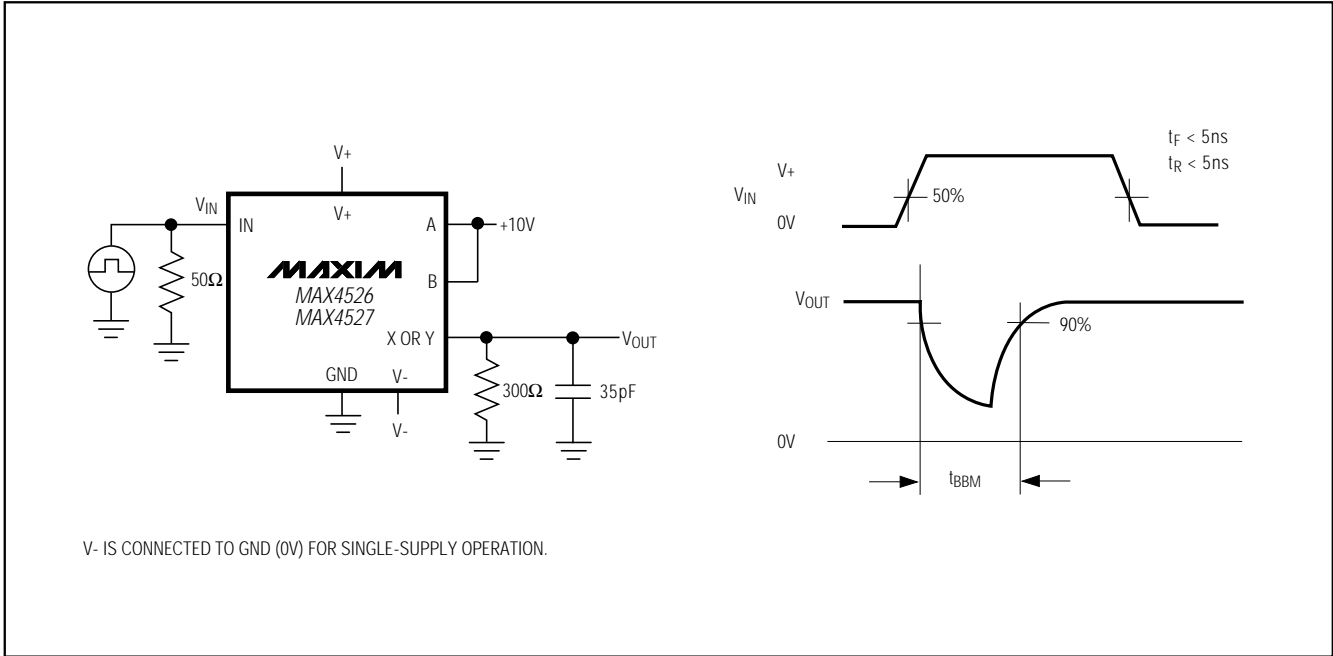 V+
VIN
IN
V+
A
+10V
50Ω
MAXIM
MAX4526
MAX4527
B
X OR Y
VOUT
GND
V-
V-
300Ω
35pF
V- IS CONNECTED TO GND (0V) FOR SINGLE-SUPPLY OPERATION.
tF < 5ns
tR < 5ns
V+
VIN
50%
0V
VOUT
90%
0V
tBBM